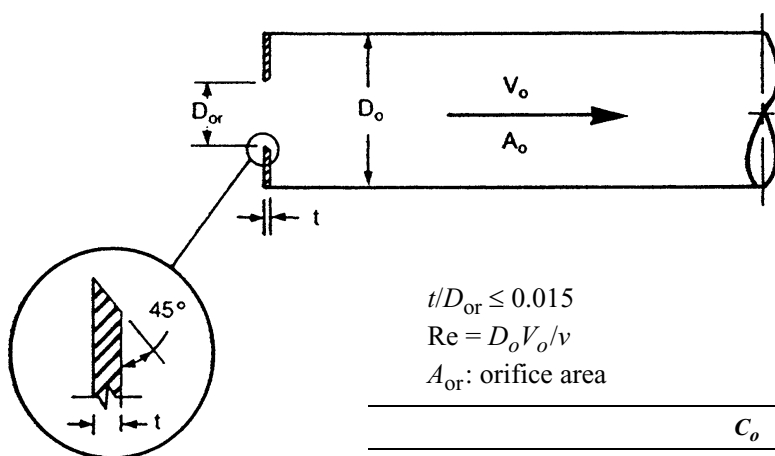 D_or
D_o
V_o
A_o
t
45°
t
t/D_or ≤ 0.015
Re = D_oV_o/ν
A_or: orifice area
C_o